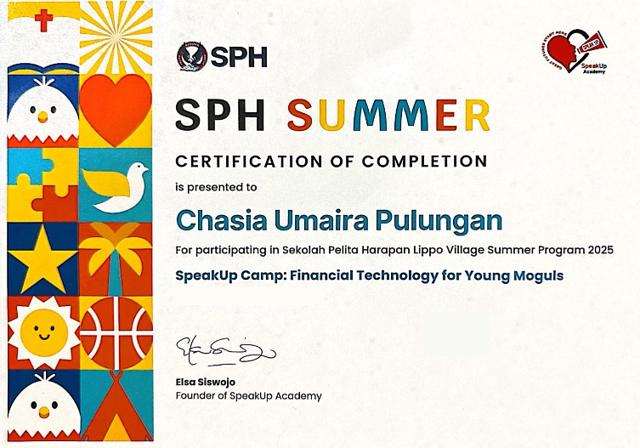 SPH
SpeakUp
Academy
SPH SUMMER
CERTIFICATION OF COMPLETION
is presented to
Chasia Umaira Pulungan
For participating in Sekolah Pelita Harapan Lippo Village Summer Program 2025
SpeakUp Camp: Financial Technology for Young Moguls
Elsa Siswojo
Founder of SpeakUp Academy